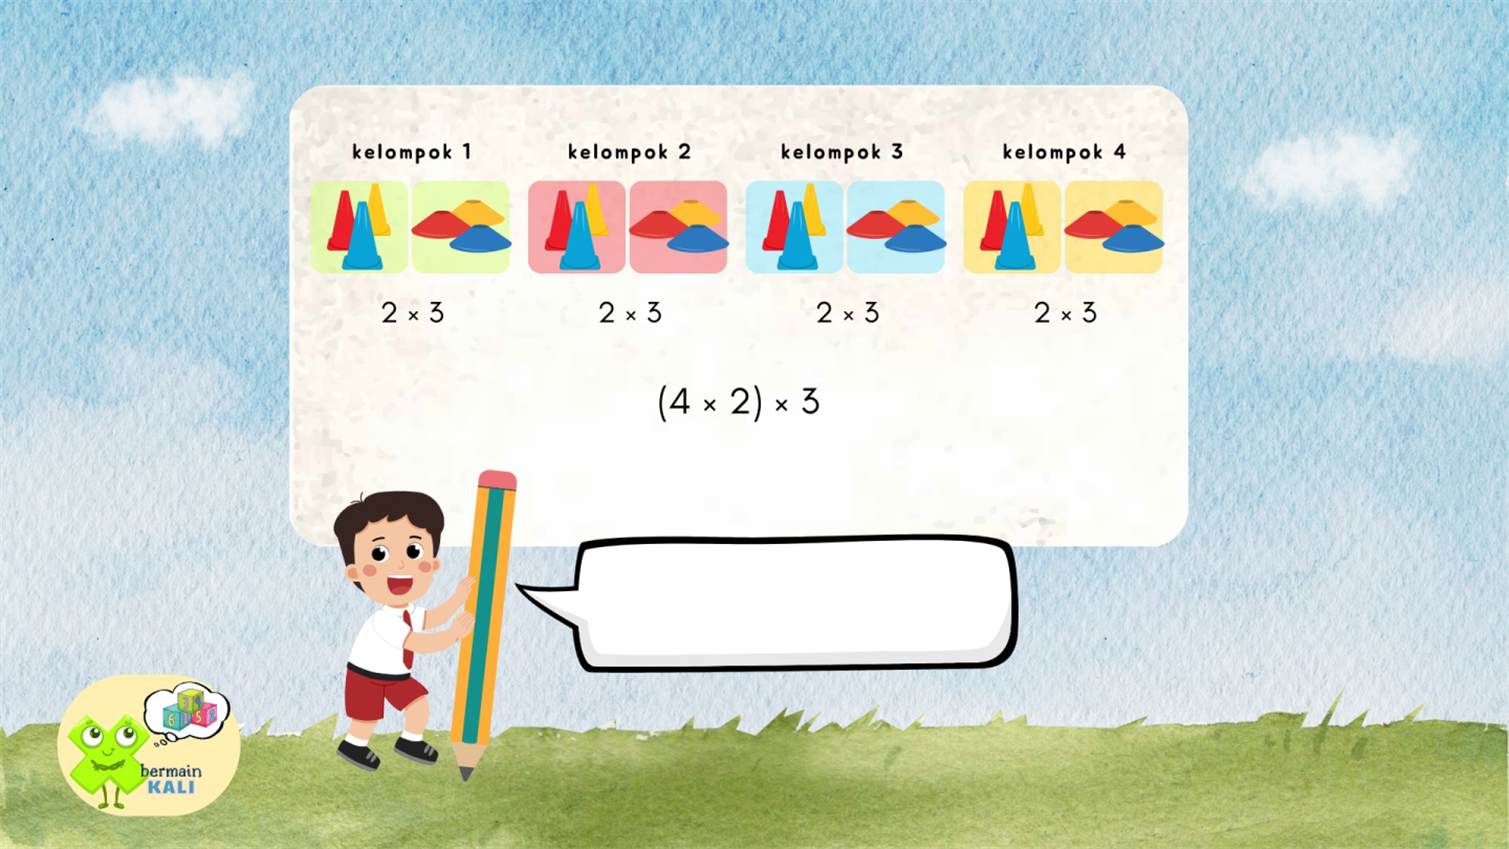 kelompok 1 kelompok 2 kelompok 3 kelompok 4
2 × 3 2 × 3 2 × 3 2 × 3
(4 × 2) × 3
bermain
KALI